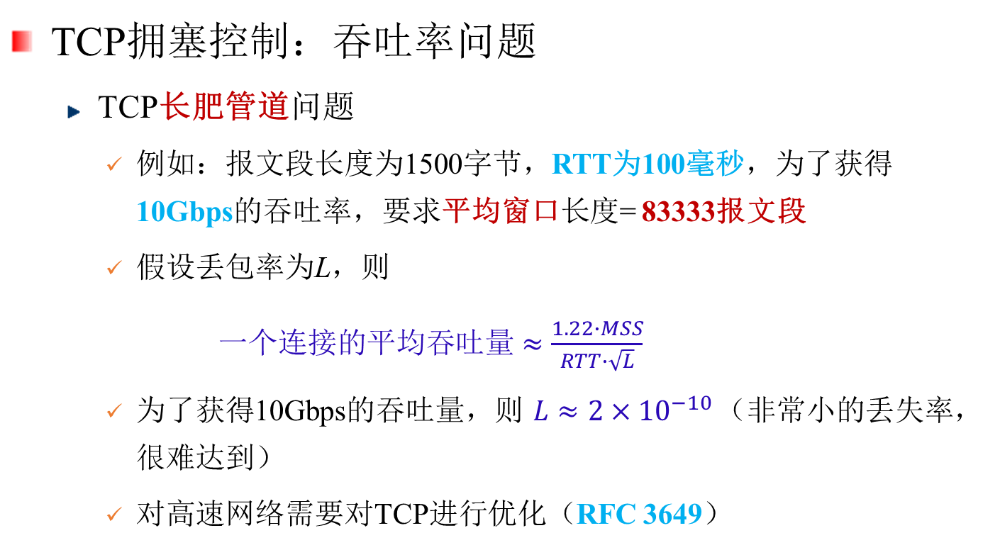 TCP拥塞控制：吞吐率问题
TCP长肥管道问题
例如：报文段长度为1500字节，RTT为100毫秒，为了获得
10Gbps的吞吐率，要求平均窗口长度= 83333报文段
假设丢包率为L，则
一个连接的平均吞吐量 ≈ \frac{1.22·MSS}{RTT·\sqrt{L}}
为了获得10Gbps的吞吐量，则 L ≈ 2 × 10⁻¹⁰（非常小的丢失率，
很难达到）
对高速网络需要对TCP进行优化（RFC 3649）